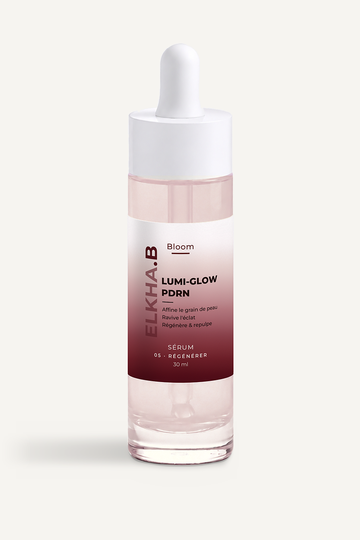 Bloom
ELKHA.B
LUMI-GLOW
PDRN
Affine le grain de peau
Ravive l'éclat
Régénère & repulpe
SÉRUM
05 - RÉGÉNÉRER
30 ml